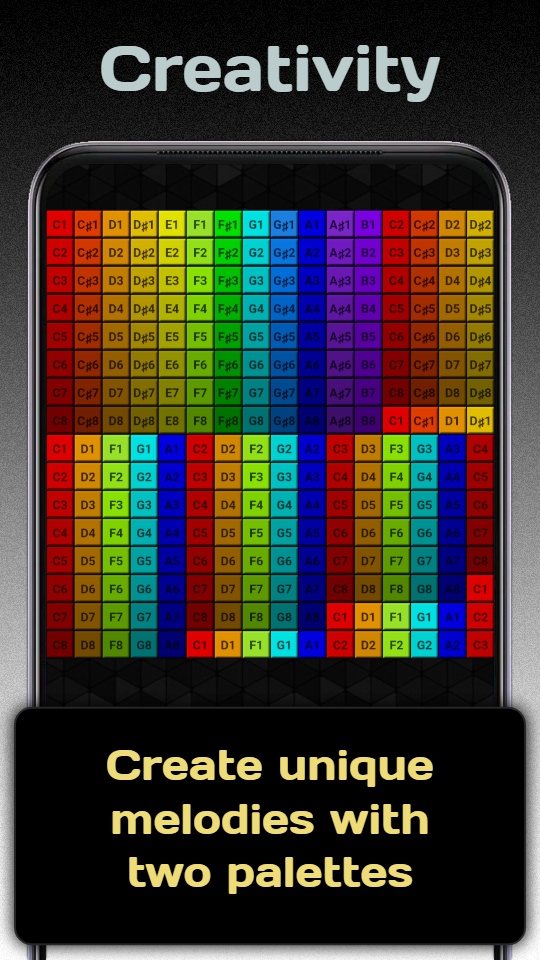 Creativity
C1 C♯1 D1 D♯1 E1 F1 F♯1 G1 G♯1 A1 A♯1 B1 C2 C♯2 D2 D♯2
C2 C♯2 D2 D♯2 E2 F2 F♯2 G2 G♯2 A2 A♯2 B2 C3 C♯3 D3 D♯3
C3 C♯3 D3 D♯3 E3 F3 F♯3 G3 G♯3 A3 A♯3 B3 C4 C♯4 D4 D♯4
C4 C♯4 D4 D♯4 E4 F4 F♯4 G4 G♯4 A4 A♯4 B4 C5 C♯5 D5 D♯5
C5 C♯5 D5 D♯5 E5 F5 F♯5 G5 G♯5 A5 A♯5 B5 C6 C♯6 D6 D♯6
C6 C♯6 D6 D♯6 E6 F6 F♯6 G6 G♯6 A6 A♯6 B6 C7 C♯7 D7 D♯7
C7 C♯7 D7 D♯7 E7 F7 F♯7 G7 G♯7 A7 A♯7 B7 C8 C♯8 D8 D♯8
C8 C♯8 D8 D♯8 E8 F8 F♯8 G8 G♯8 A8 A♯8 B8 C1 C♯1 D1 D♯1
C1 D1 F1 G1 A1 C2 D2 F2 G2 A2 C3 D3 F3 G3 A3 C4
C2 D2 F2 G2 A2 C3 D3 F3 G3 A3 C4 D4 F4 G4 A4 C5
C3 D3 F3 G3 A3 C4 D4 F4 G4 A4 C5 D5 F5 G5 A5 C6
C4 D4 F4 G4 A4 C5 D5 F5 G5 A5 C6 D6 F6 G6 A6 C7
C5 D5 F5 G5 A5 C6 D6 F6 G6 A6 C7 D7 F7 G7 A7 C8
C6 D6 F6 G6 A6 C7 D7 F7 G7 A7 C8 D8 F8 G8 A8 C1
C7 D7 F7 G7 A7 C8 D8 F8 G8 A8 C1 D1 F1 G1 A1 C2
C8 D8 F8 G8 A8 C1 D1 F1 G1 A1 C2 D2 F2 G2 A2 C3
Create unique
melodies with
two palettes